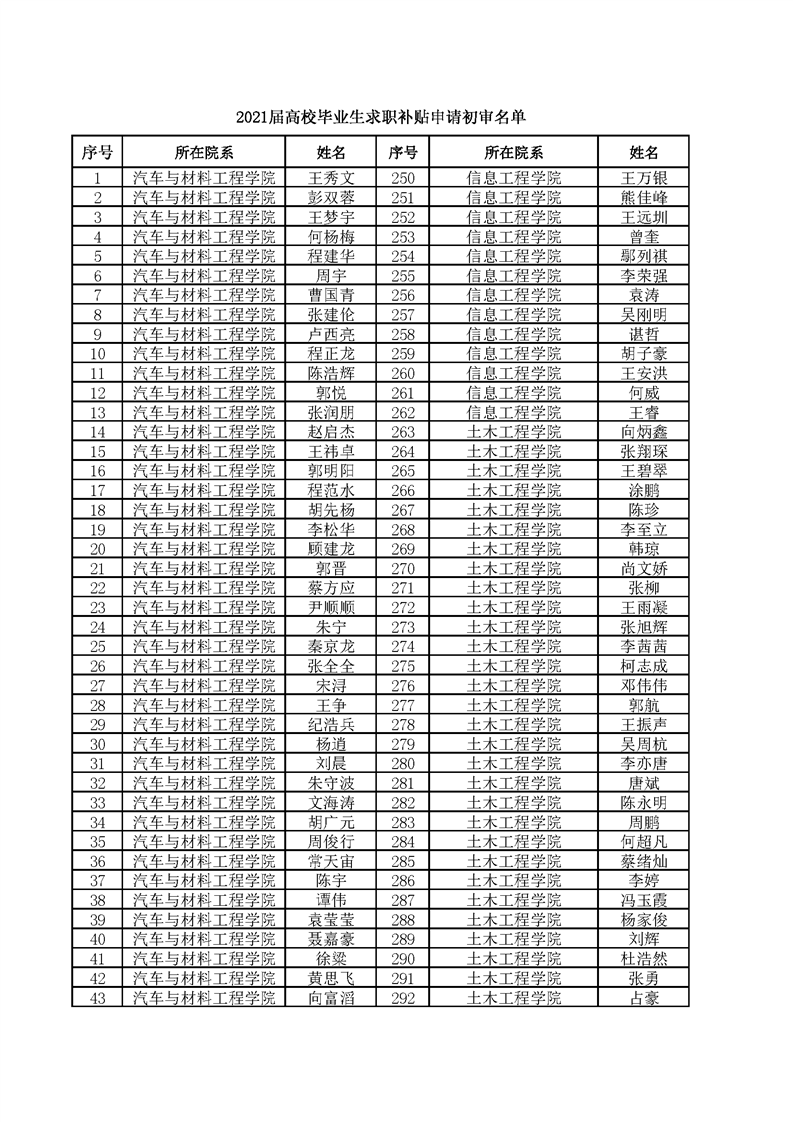 2021届高校毕业生求职补贴申请初审名单
序号 所在院系 姓名 序号 所在院系 姓名
1 汽车与材料工程学院 王秀文 250 信息工程学院 王万银
2 汽车与材料工程学院 彭双蓉 251 信息工程学院 熊佳峰
3 汽车与材料工程学院 王梦宇 252 信息工程学院 王远圳
4 汽车与材料工程学院 何杨梅 253 信息工程学院 曾奎
5 汽车与材料工程学院 程建华 254 信息工程学院 鄢列祺
6 汽车与材料工程学院 周宇 255 信息工程学院 李荣强
7 汽车与材料工程学院 曹国青 256 信息工程学院 袁涛
8 汽车与材料工程学院 张建伦 257 信息工程学院 吴刚明
9 汽车与材料工程学院 卢西亮 258 信息工程学院 谌哲
10 汽车与材料工程学院 程正龙 259 信息工程学院 胡子豪
11 汽车与材料工程学院 陈浩辉 260 信息工程学院 王安洪
12 汽车与材料工程学院 郭悦 261 信息工程学院 何威
13 汽车与材料工程学院 张润朋 262 信息工程学院 王睿
14 汽车与材料工程学院 赵启杰 263 土木工程学院 向炳鑫
15 汽车与材料工程学院 王祎卓 264 土木工程学院 张翔琛
16 汽车与材料工程学院 郭明阳 265 土木工程学院 王碧翠
17 汽车与材料工程学院 程范水 266 土木工程学院 涂鹏
18 汽车与材料工程学院 胡先杨 267 土木工程学院 陈珍
19 汽车与材料工程学院 李松华 268 土木工程学院 李至立
20 汽车与材料工程学院 顾建龙 269 土木工程学院 韩琼
21 汽车与材料工程学院 郭晋 270 土木工程学院 尚文娇
22 汽车与材料工程学院 蔡方应 271 土木工程学院 张柳
23 汽车与材料工程学院 尹顺顺 272 土木工程学院 王雨凝
24 汽车与材料工程学院 朱宁 273 土木工程学院 张旭辉
25 汽车与材料工程学院 秦京龙 274 土木工程学院 李茜茜
26 汽车与材料工程学院 张全全 275 土木工程学院 柯志成
27 汽车与材料工程学院 宋浔 276 土木工程学院 邓伟伟
28 汽车与材料工程学院 王争 277 土木工程学院 郭航
29 汽车与材料工程学院 纪浩兵 278 土木工程学院 王振声
30 汽车与材料工程学院 杨逍 279 土木工程学院 吴周杭
31 汽车与材料工程学院 刘晨 280 土木工程学院 李亦唐
32 汽车与材料工程学院 朱守波 281 土木工程学院 唐斌
33 汽车与材料工程学院 文海涛 282 土木工程学院 陈永明
34 汽车与材料工程学院 胡广元 283 土木工程学院 周鹏
35 汽车与材料工程学院 周俊行 284 土木工程学院 何超凡
36 汽车与材料工程学院 常天宙 285 土木工程学院 蔡绪灿
37 汽车与材料工程学院 陈宇 286 土木工程学院 李婷
38 汽车与材料工程学院 谭伟 287 土木工程学院 冯玉霞
39 汽车与材料工程学院 袁莹莹 288 土木工程学院 杨家俊
40 汽车与材料工程学院 聂嘉豪 289 土木工程学院 刘辉
41 汽车与材料工程学院 徐粱 290 土木工程学院 杜浩然
42 汽车与材料工程学院 黄思飞 291 土木工程学院 张勇
43 汽车与材料工程学院 向富滔 292 土木工程学院 占豪